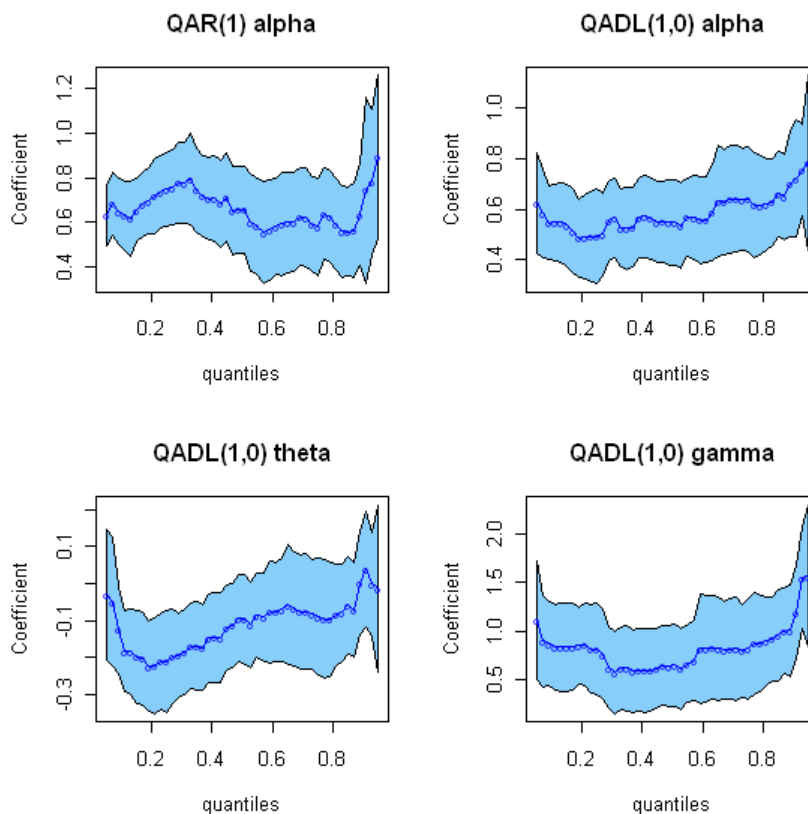 QAR(1) alpha
Coefficient
1.2
1.0
0.8
0.6
0.4
0.2 0.4 0.6 0.8
quantiles
QADL(1,0) alpha
Coefficient
1.0
0.8
0.6
0.4
0.2 0.4 0.6 0.8
quantiles
QADL(1,0) theta
Coefficient
0.1
-0.1
-0.3
0.2 0.4 0.6 0.8
quantiles
QADL(1,0) gamma
Coefficient
2.0
1.5
1.0
0.5
0.2 0.4 0.6 0.8
quantiles